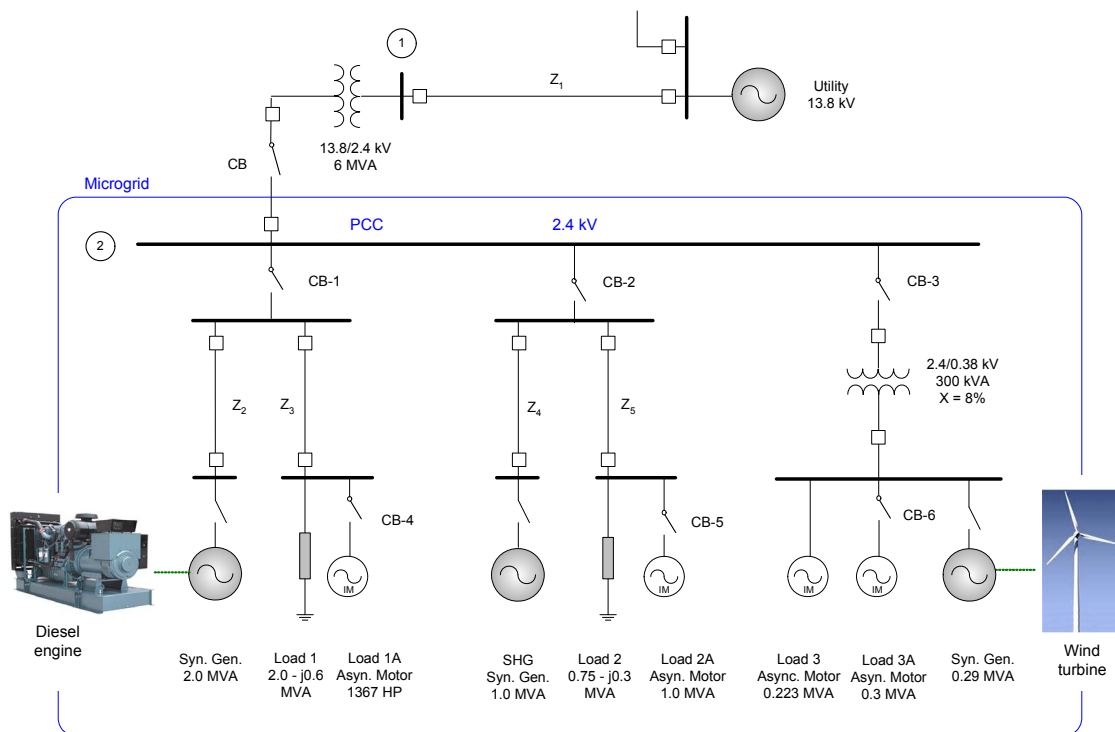 1
Z1
Utility
13.8 kV
13.8/2.4 kV
6 MVA
CB
Microgrid
PCC
2.4 kV
2
CB-1
CB-2
CB-3
2.4/0.38 kV
300 kVA
X = 8%
Z2
Z3
Z4
Z5
CB-4
CB-5
CB-6
IM
IM
IM
IM
Diesel
engine
Syn. Gen.
2.0 MVA
Load 1
2.0 - j0.6
MVA
Load 1A
Asyn. Motor
1367 HP
SHG
Syn. Gen.
1.0 MVA
Load 2
0.75 - j0.3
MVA
Load 2A
Asyn. Motor
1.0 MVA
Load 3
Async. Motor
0.223 MVA
Load 3A
Asyn. Motor
0.3 MVA
Syn. Gen.
0.29 MVA
Wind
turbine